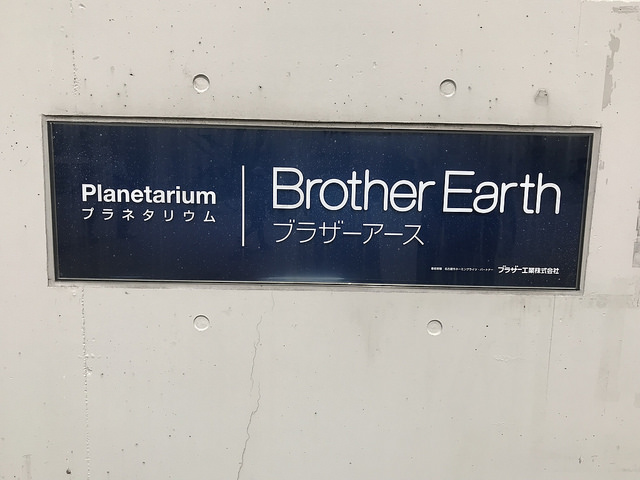 Planetarium
プラネタリウム
Brother Earth
ブラザーアース
ブラザー工業株式会社